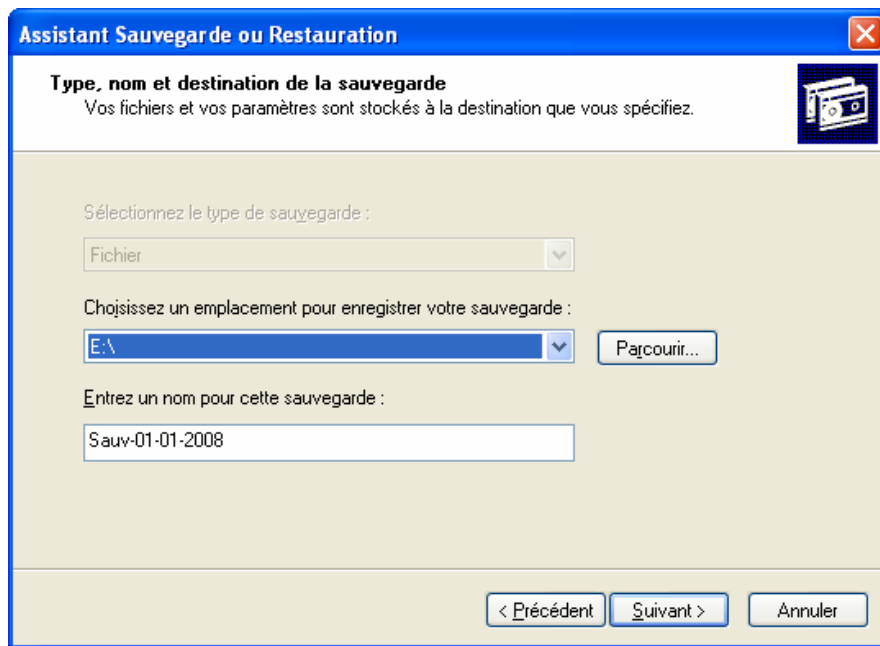 Assistant Sauvegarde ou Restauration
Type, nom et destination de la sauvegarde
Vos fichiers et vos paramètres sont stockés à la destination que vous spécifiez.
Sélectionnez le type de sauvegarde :
Fichier
Choisissez un emplacement pour enregistrer votre sauvegarde :
E:\
Parcourir...
Entrez un nom pour cette sauvegarde :
Sauv-01-01-2008
< Précédent
Suivant >
Annuler